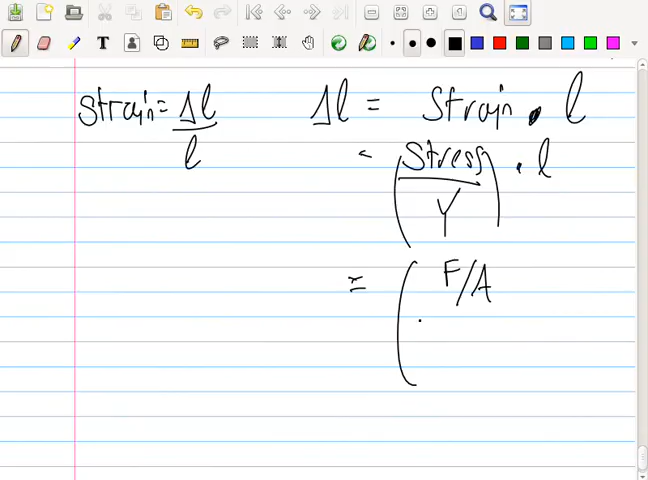 Strain = Δl/l
Δl = Strain . l
= (Stress/Y) . l
= ( F/A